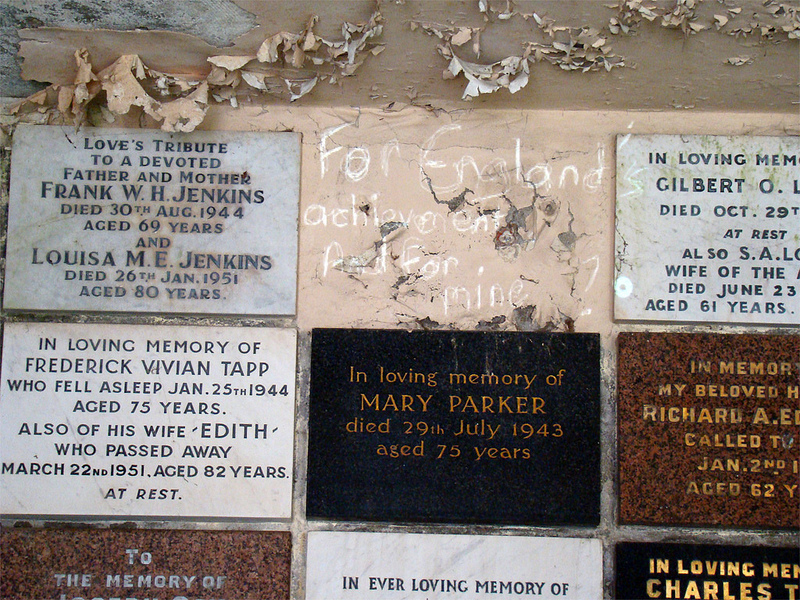 LOVE'S TRIBUTE
TO A DEVOTED
FATHER AND MOTHER
FRANK W. H. JENKINS
DIED 30TH AUG. 1944
AGED 69 YEARS
AND
LOUISA M. E. JENKINS
DIED 26TH JAN. 1951
AGED 80 YEARS.
For England's
achievement
And for
mine
IN LOVING MEM
GILBERT O. L
DIED OCT. 29T
AT REST
ALSO S.A.LO
WIFE OF THE A
DIED JUNE 23
AGED 61 YEARS.
IN LOVING MEMORY OF
FREDERICK VIVIAN TAPP
WHO FELL ASLEEP JAN. 25TH 1944
AGED 75 YEARS.
ALSO OF HIS WIFE 'EDITH'
WHO PASSED AWAY
MARCH 22ND 1951, AGED 82 YEARS.
AT REST.
In loving memory of
MARY PARKER
died 29th July 1943
aged 75 years
IN MEMOR
MY BELOVED H
RICHARD A. E
CALLED TO
JAN. 2ND 1
AGED 62 Y
TO
THE MEMORY OF
IN EVER LOVING MEMORY OF
IN LOVING MEM
CHARLES T